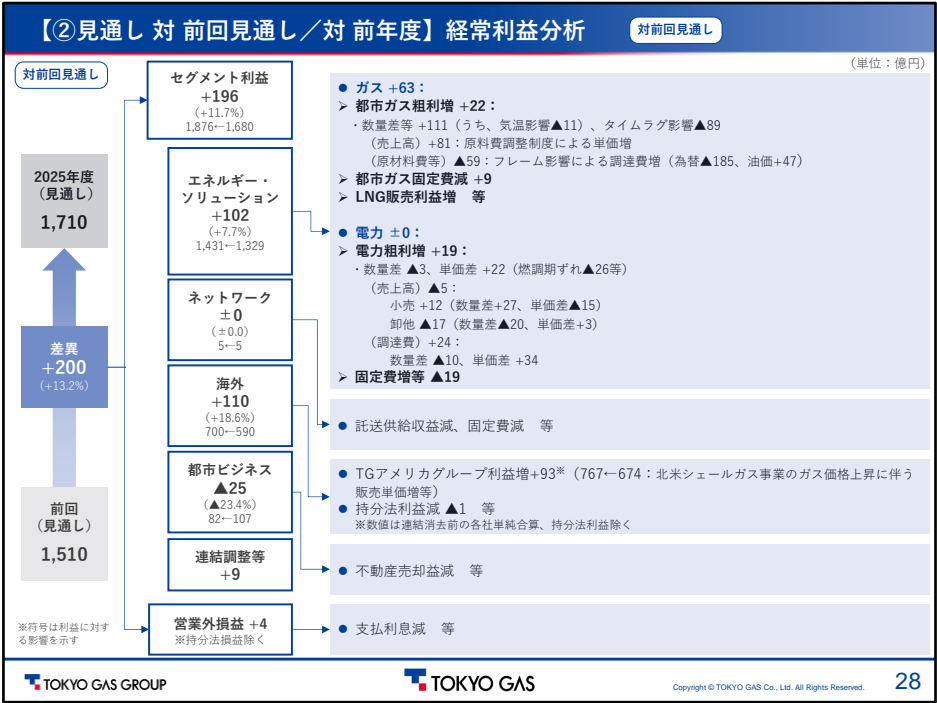 【②見通し 対 前回見通し／対 前年度】経常利益分析
対前回見通し
対前回見通し
（単位：億円）
2025年度
（見通し）
1,710
差異
+200
(+13.2%)
前回
（見通し）
1,510
※符号は利益に対す
る影響を示す
セグメント利益
+196
(+11.7%)
1,876←1,680
エネルギー・
ソリューション
+102
(+7.7%)
1,431←1,329
ネットワーク
±0
(±0.0)
5←5
海外
+110
(+18.6%)
700←590
都市ビジネス
▲25
(▲23.4%)
82←107
連結調整等
+9
営業外損益 +4
※持分法損益除く
● ガス +63：
➢ 都市ガス粗利増 +22：
・数量差等 +111（うち、気温影響▲11）、タイムラグ影響▲89
（売上高）+81：原料費調整制度による単価増
（原材料費等）▲59：フレーム影響による調達費増（為替▲185、油価+47）
➢ 都市ガス固定費減 +9
➢ LNG販売利益増　等
● 電力 ±0：
➢ 電力粗利増 +19：
・数量差 ▲3、単価差 +22（燃調期ずれ▲26等）
（売上高）▲5：
小売 +12（数量差+27、単価差▲15）
卸他 ▲17（数量差▲20、単価差+3）
（調達費）+24：
数量差 ▲10、単価差 +34
➢ 固定費増等 ▲19
● 託送供給収益減、固定費減　等
● TGアメリカグループ利益増+93※（767←674：北米シェールガス事業のガス価格上昇に伴う
販売単価増等）
● 持分法利益減 ▲1　等
※数値は連結消去前の各社単純合算、持分法利益除く
● 不動産売却益減　等
● 支払利息減　等
TOKYO GAS GROUP
TOKYO GAS
Copyright © TOKYO GAS Co., Ltd. All Rights Reserved.
28